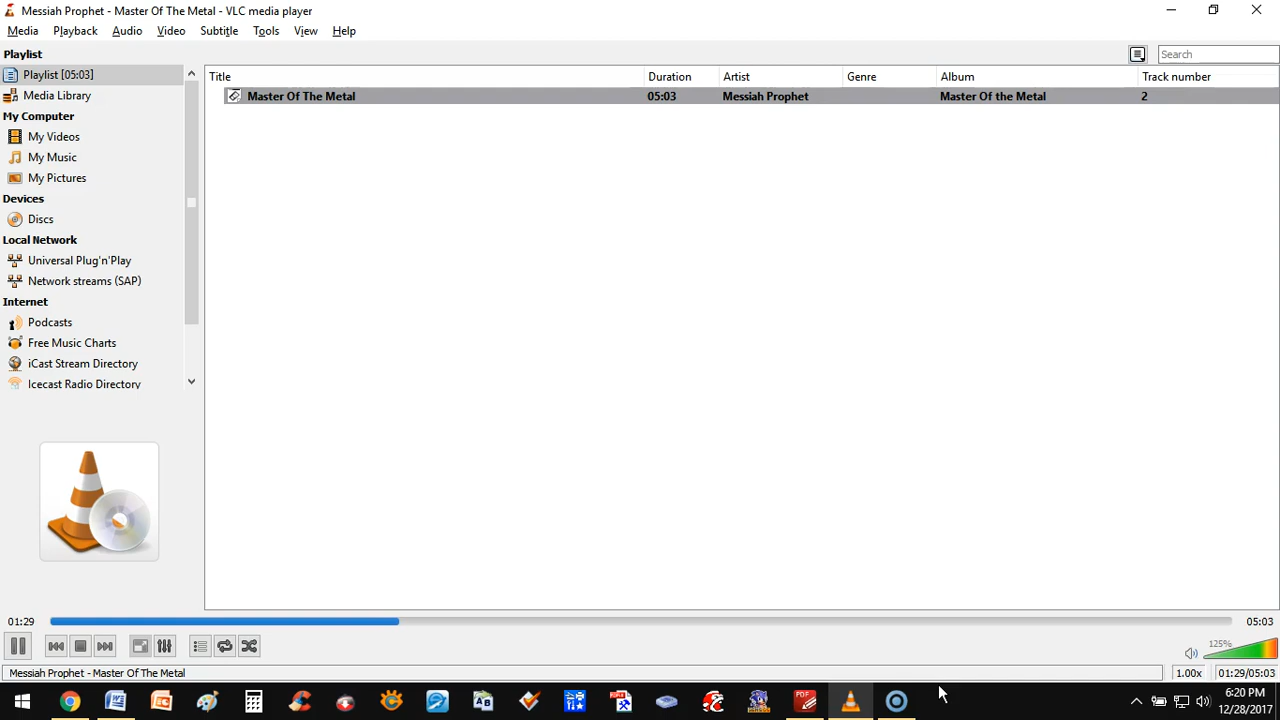 Messiah Prophet - Master Of The Metal - VLC media player
Media Playback Audio Video Subtitle Tools View Help
Playlist
Search
Playlist [05:03]
Title Duration Artist Genre Album Track number
Master Of The Metal 05:03 Messiah Prophet Master Of the Metal 2
Media Library
My Computer
My Videos
My Music
My Pictures
Devices
Discs
Local Network
Universal Plug'n'Play
Network streams (SAP)
Internet
Podcasts
Free Music Charts
iCast Stream Directory
Icecast Radio Directory
01:29 05:03
125%
Messiah Prophet - Master Of The Metal 1.00x 01:29/05:03
6:20 PM
12/28/2017